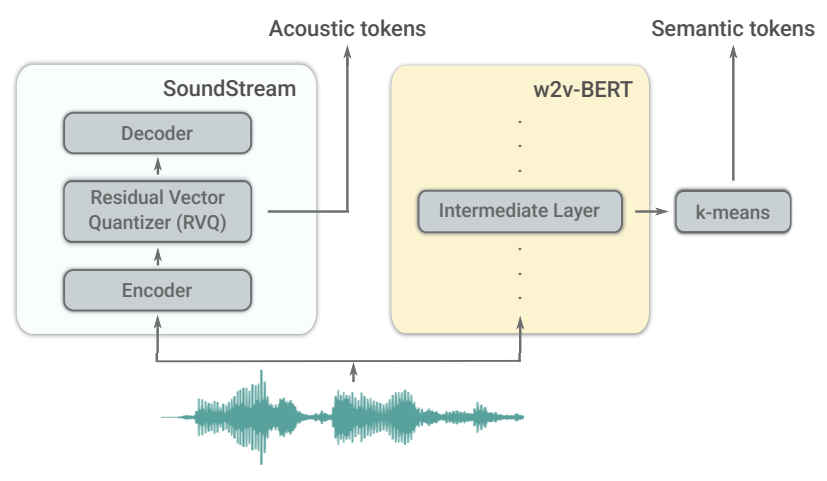 Acoustic tokens
Semantic tokens
SoundStream
w2v-BERT
Decoder
Residual Vector
Quantizer (RVQ)
Intermediate Layer
k-means
Encoder